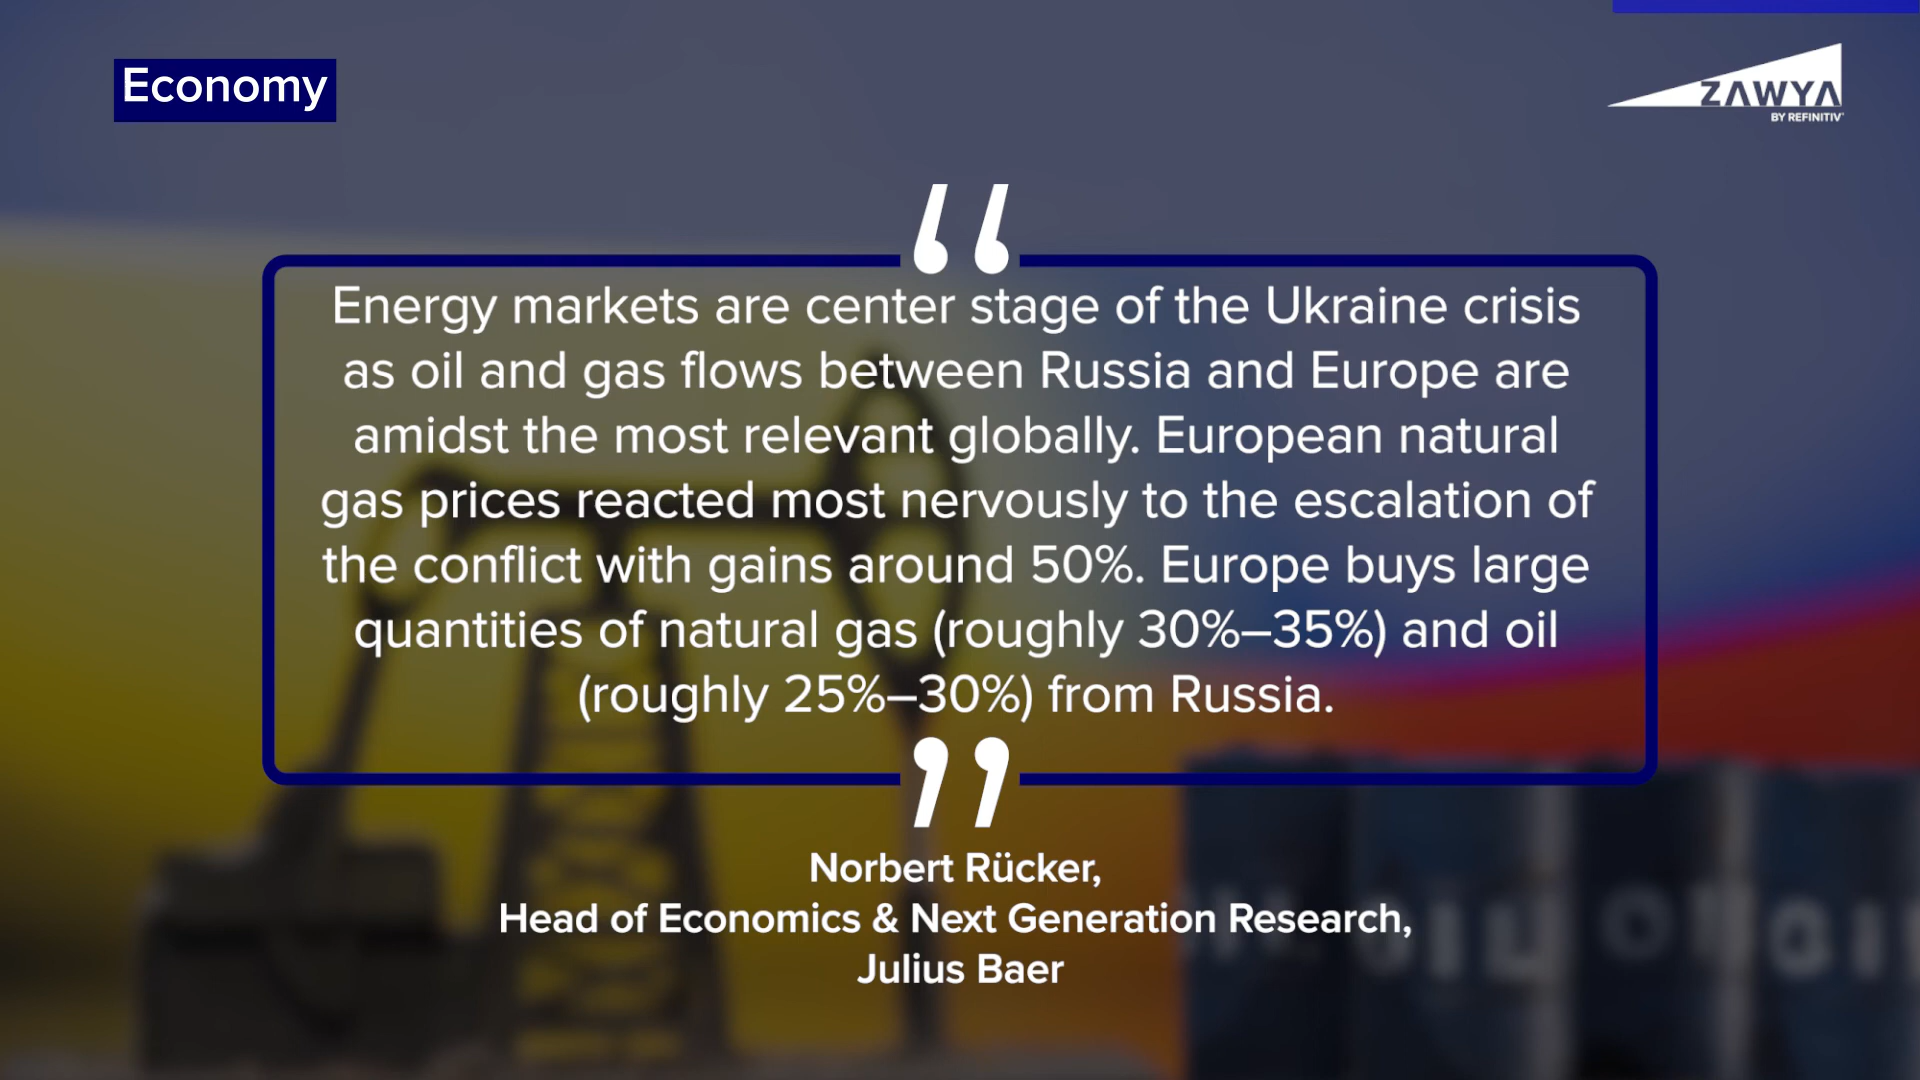 Economy
ZAWYA
BY REFINITIV
“
Energy markets are center stage of the Ukraine crisis
as oil and gas flows between Russia and Europe are
amidst the most relevant globally. European natural
gas prices reacted most nervously to the escalation of
the conflict with gains around 50%. Europe buys large
quantities of natural gas (roughly 30%–35%) and oil
(roughly 25%–30%) from Russia.
”
Norbert Rücker,
Head of Economics & Next Generation Research,
Julius Baer
OIL
OIL